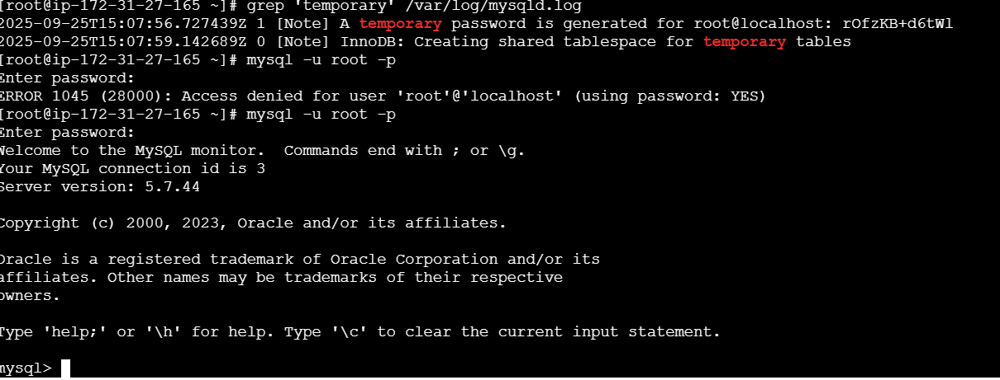 [root@ip-172-31-27-165 ~]# grep 'temporary' /var/log/mysqld.log
2025-09-25T15:07:56.727439Z 1 [Note] A temporary password is generated for root@localhost: rOfzKB+d6tWl
2025-09-25T15:07:59.142689Z 0 [Note] InnoDB: Creating shared tablespace for temporary tables
[root@ip-172-31-27-165 ~]# mysql -u root -p
Enter password:
ERROR 1045 (28000): Access denied for user 'root'@'localhost' (using password: YES)
[root@ip-172-31-27-165 ~]# mysql -u root -p
Enter password:
Welcome to the MySQL monitor.  Commands end with ; or \g.
Your MySQL connection id is 3
Server version: 5.7.44

Copyright (c) 2000, 2023, Oracle and/or its affiliates.

Oracle is a registered trademark of Oracle Corporation and/or its
affiliates. Other names may be trademarks of their respective
owners.

Type 'help;' or '\h' for help. Type '\c' to clear the current input statement.

mysql>